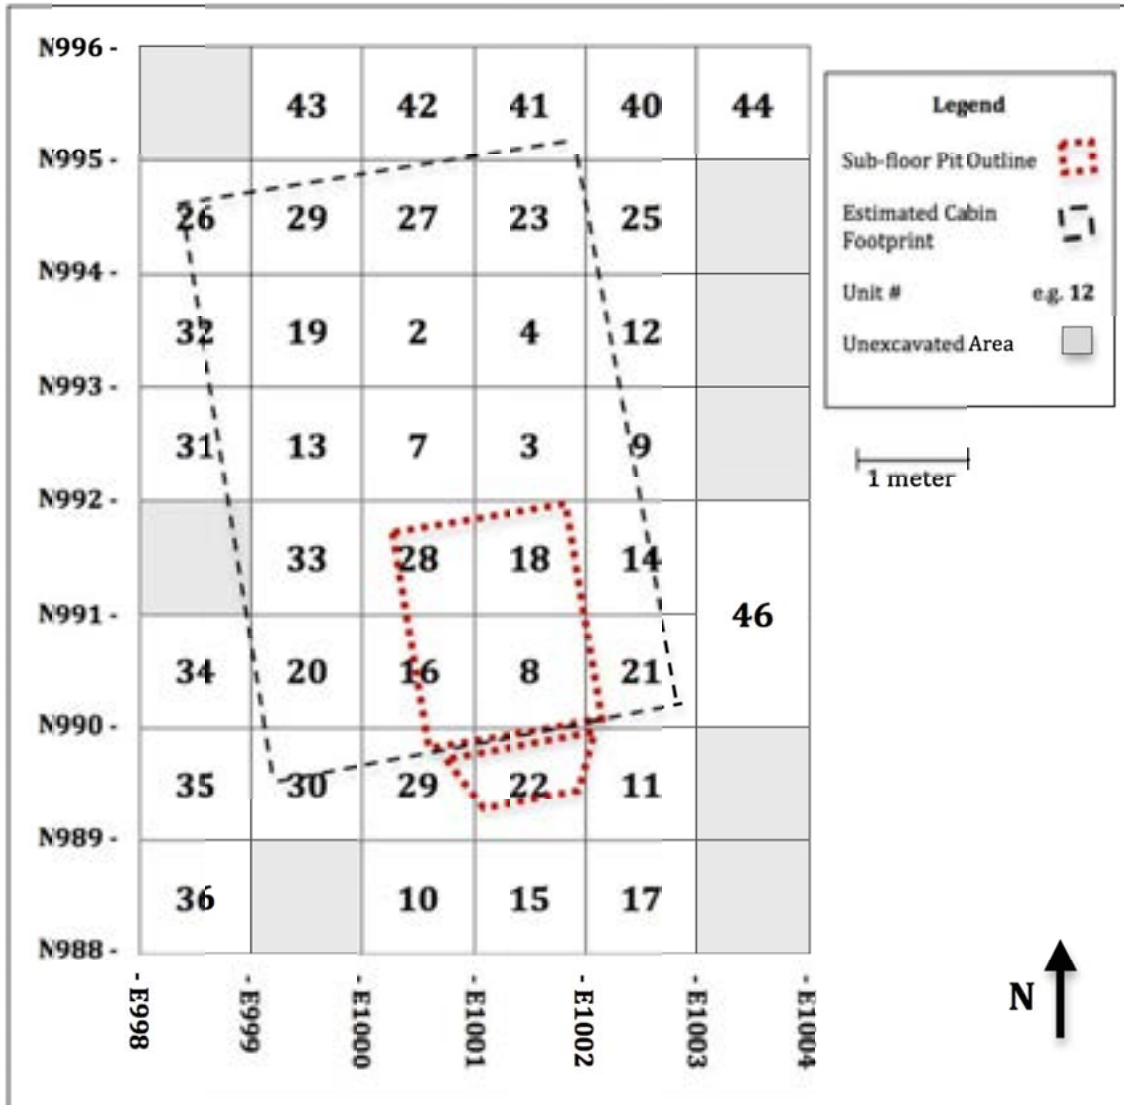 N996 -
43 42 41 40 44
N995 -
26 29 27 23 25
N994 -
32 19 2 4 12
N993 -
31 13 7 3 9
N992 -
33 28 18 14
N991 -
46
34 20 16 8 21
N990 -
35 30 29 22 11
N989 -
36 10 15 17
N988 -
- E998
- E999
- E1000
- E1001
- E1002
- E1003
- E1004
Legend
Sub-floor Pit Outline
Estimated Cabin
Footprint
Unit # e.g. 12
Unexcavated Area
1 meter
N